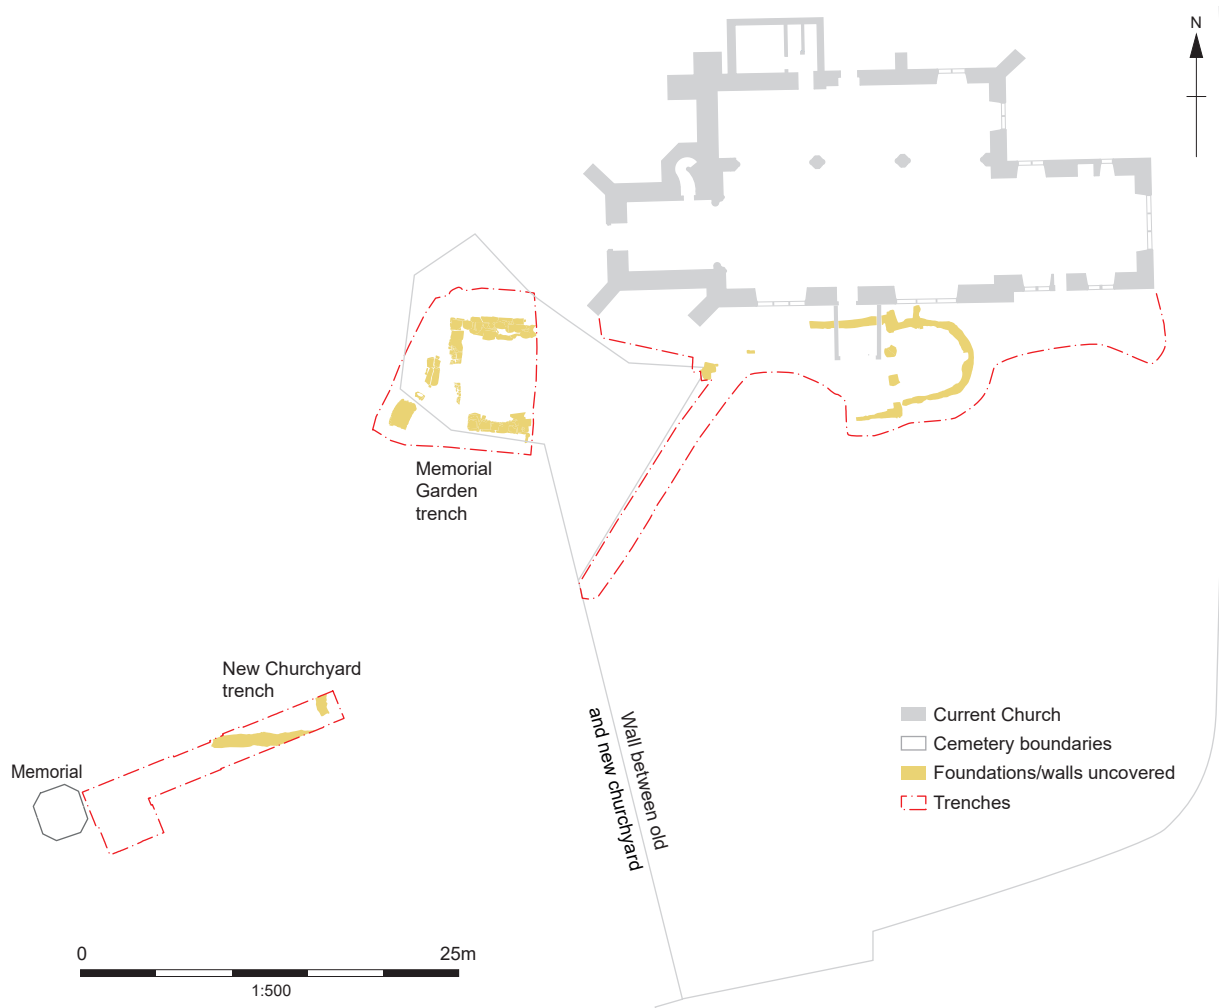 N
Memorial
Garden
trench
New Churchyard
trench
Memorial
Wall between old
and new churchyard
Current Church
Cemetery boundaries
Foundations/walls uncovered
Trenches
0
25m
1:500